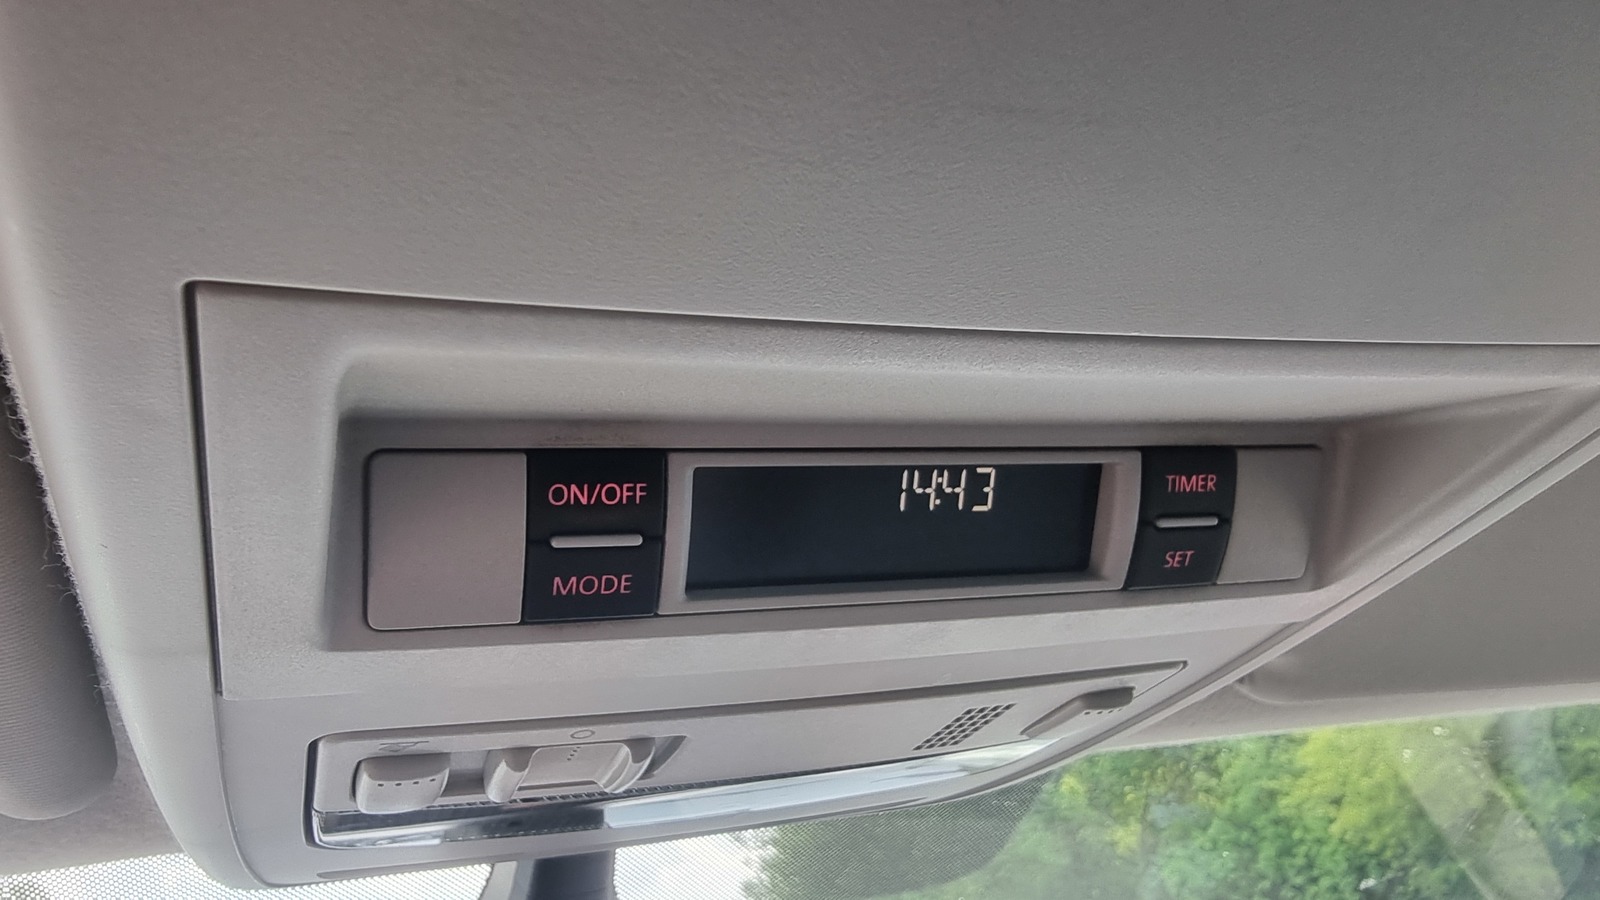 ON/OFF
MODE
14:43
TIMER
SET